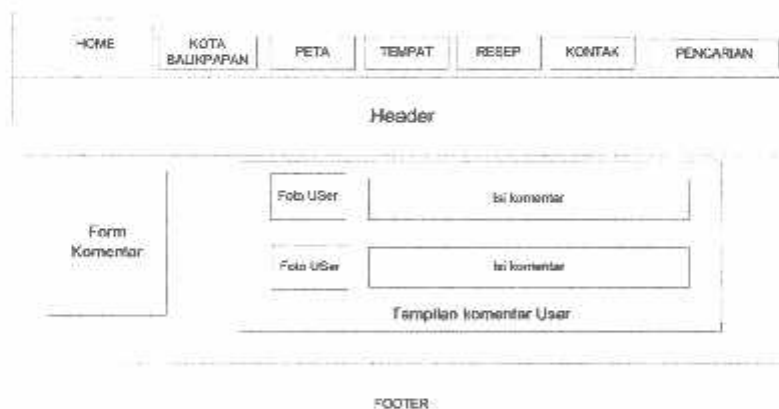 HOME
KOTA
BALIKPAPAN
PETA
TEMPAT
RESEP
KONTAK
PENCARIAN
Header
Form
Komentar
Foto USer
Isi komentar
Foto USer
Isi komentar
Tampilan komentar User
FOOTER